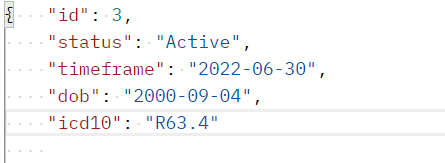 { "id": 3,
"status": "Active",
"timeframe": "2022-06-30",
"dob": "2000-09-04",
"icd10": "R63.4"